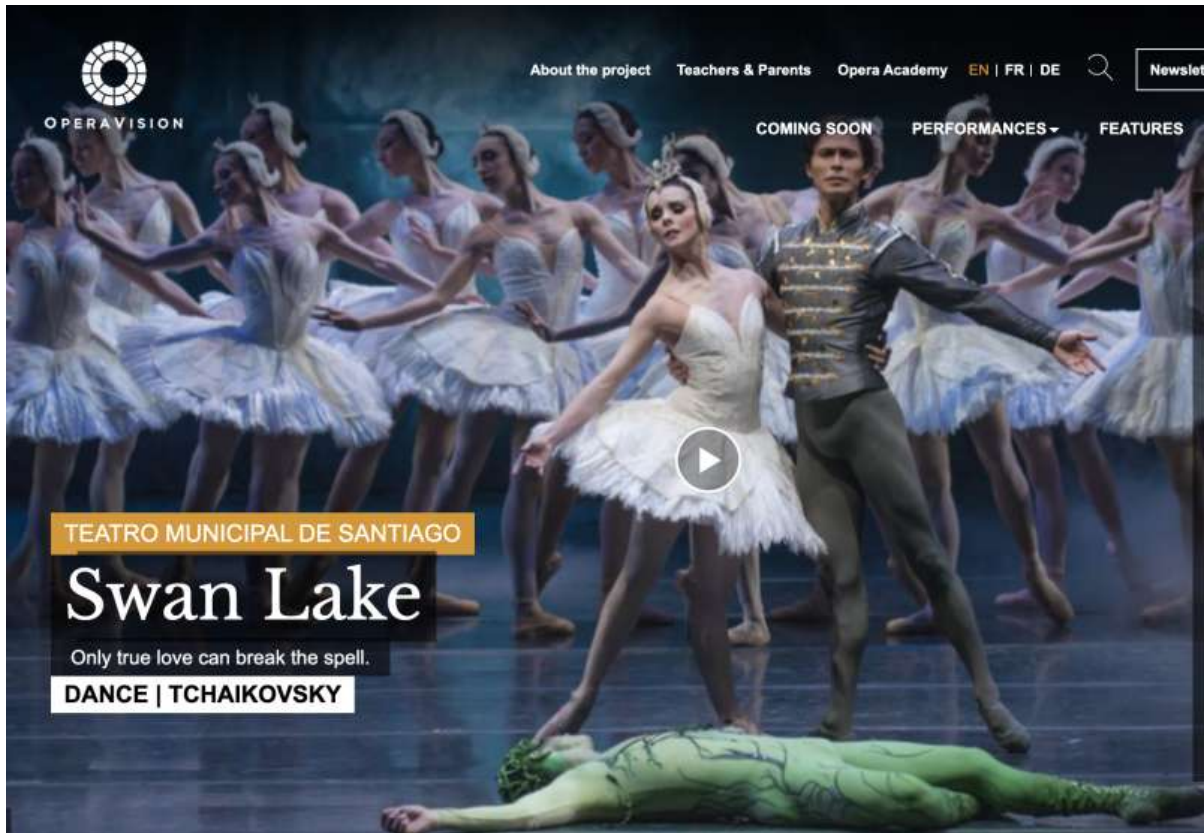 About the project Teachers & Parents Opera Academy EN | FR | DE
OPERAVISION
COMING SOON PERFORMANCES FEATURES
TEATRO MUNICIPAL DE SANTIAGO
Swan Lake
Only true love can break the spell.
DANCE | TCHAIKOVSKY